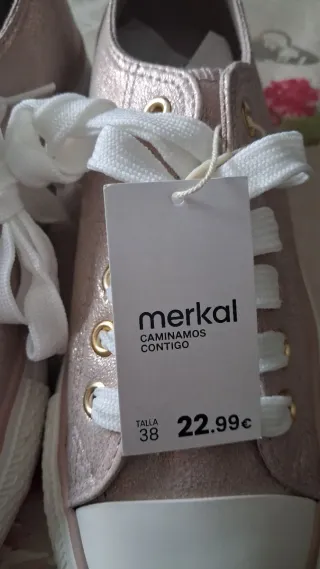 merkal
CAMINAMOS
CONTIGO
TALLA
38
22.99€